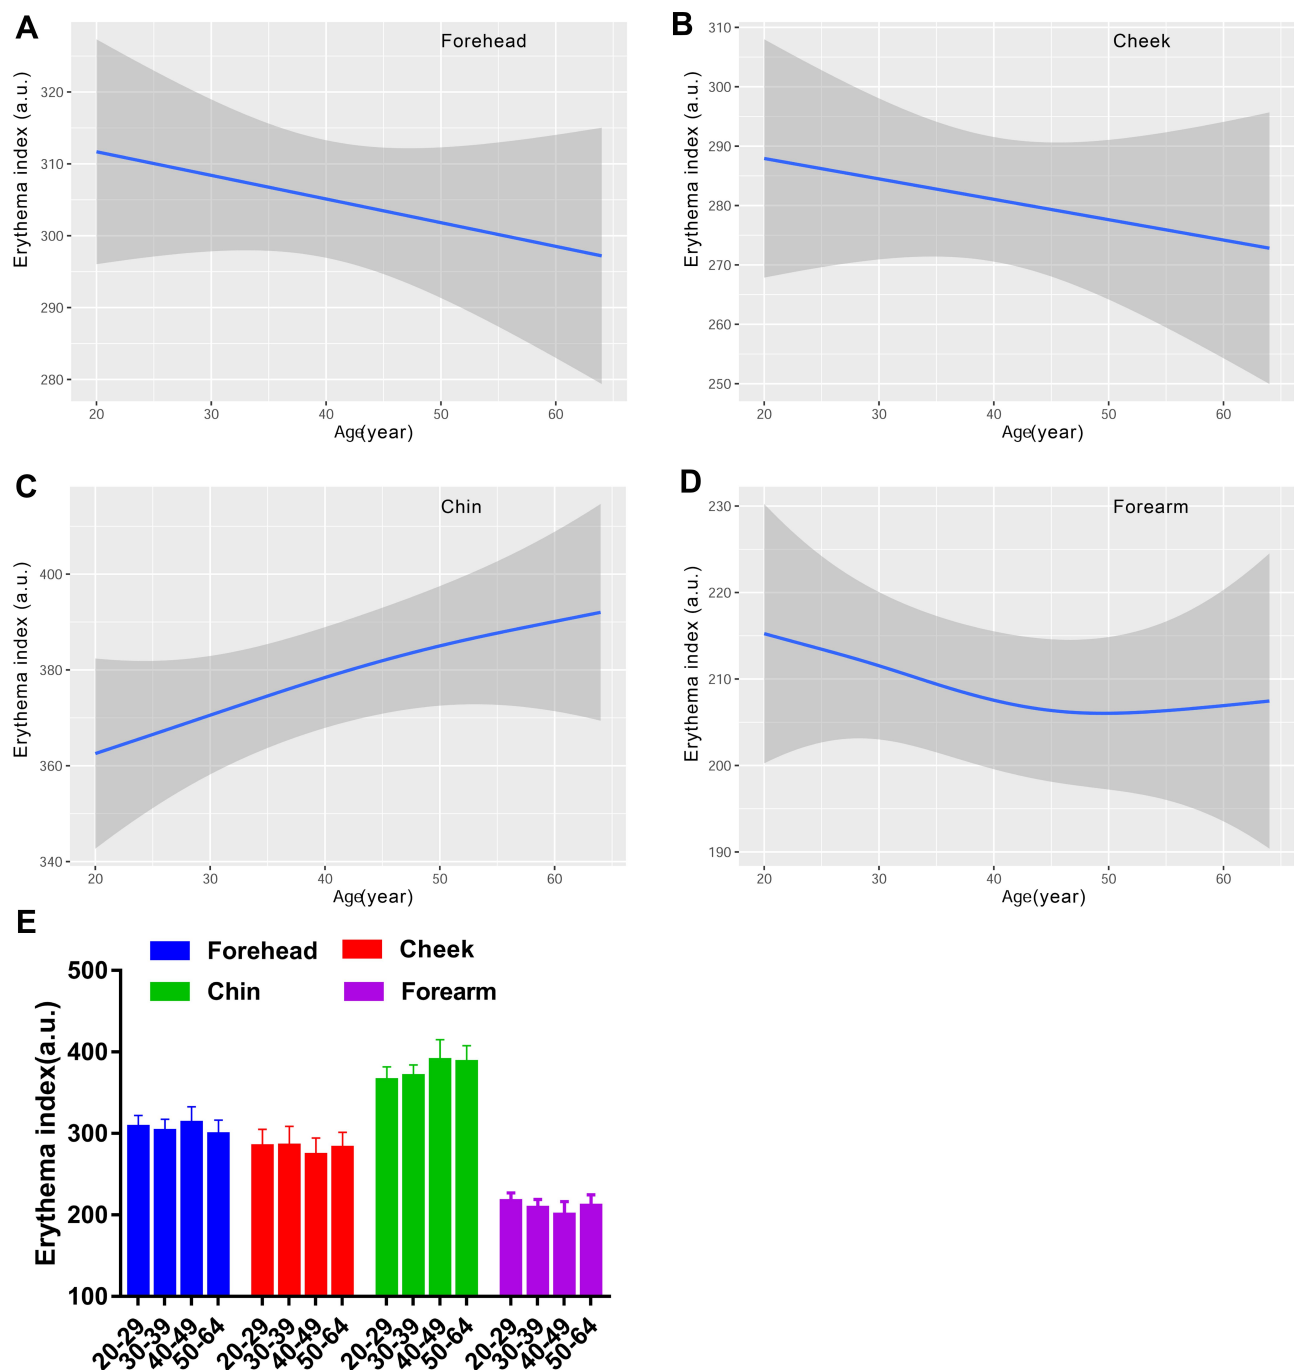 A
Forehead
Erythema index (a.u.)
320
310
300
290
280
20 30 40 50 60
Age(year)
B
Cheek
Erythema index (a.u.)
310
300
290
280
270
260
250
20 30 40 50 60
Age(year)
C
Chin
Erythema index (a.u.)
400
380
360
340
20 30 40 50 60
Age(year)
D
Forearm
Erythema index (a.u.)
230
220
210
200
190
20 30 40 50 60
Age(year)
E
Forehead Cheek
Chin Forearm
Erythema index(a.u.)
500
400
300
200
100
20-29 30-39 40-49 50-64 20-29 30-39 40-49 50-64 20-29 30-39 40-49 50-64 20-29 30-39 40-49 50-64